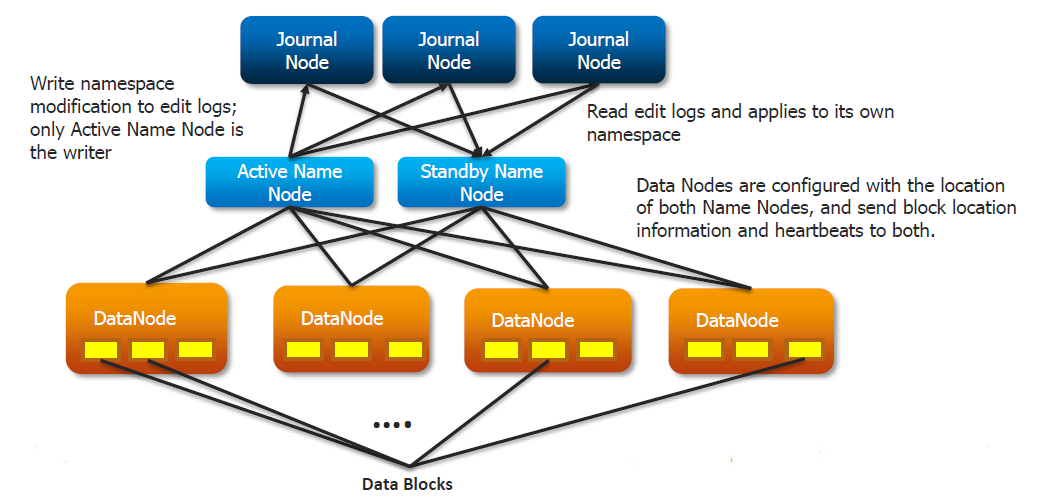 Journal
Node
Journal
Node
Journal
Node
Write namespace
modification to edit logs;
only Active Name Node is
the writer
Read edit logs and applies to its own
namespace
Active Name
Node
Standby Name
Node
Data Nodes are configured with the location
of both Name Nodes, and send block location
information and heartbeats to both.
DataNode
DataNode
DataNode
DataNode
....
Data Blocks